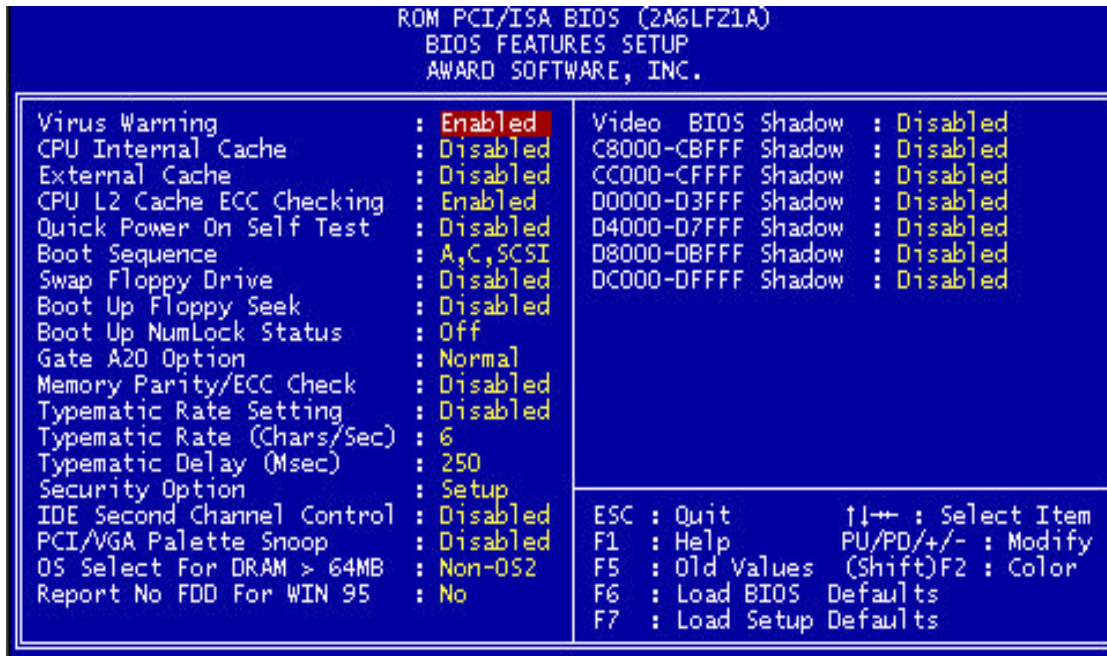 ROM PCI/ISA BIOS (2A6LFZ1A)
BIOS FEATURES SETUP
AWARD SOFTWARE, INC.
Virus Warning : Enabled
CPU Internal Cache : Disabled
External Cache : Disabled
CPU L2 Cache ECC Checking : Enabled
Quick Power On Self Test : Disabled
Boot Sequence : A,C,SCSI
Swap Floppy Drive : Disabled
Boot Up Floppy Seek : Disabled
Boot Up NumLock Status : Off
Gate A20 Option : Normal
Memory Parity/ECC Check : Disabled
Typematic Rate Setting : Disabled
Typematic Rate (Chars/Sec) : 6
Typematic Delay (Msec) : 250
Security Option : Setup
IDE Second Channel Control : Disabled
PCI/VGA Palette Snoop : Disabled
OS Select For DRAM > 64MB : Non-OS2
Report No FDD For WIN 95 : No
Video BIOS Shadow : Disabled
C8000-CBFFF Shadow : Disabled
CC000-CFFFF Shadow : Disabled
D0000-D3FFF Shadow : Disabled
D4000-D7FFF Shadow : Disabled
D8000-DBFFF Shadow : Disabled
DC000-DFFFF Shadow : Disabled
ESC : Quit ↑↓→← : Select Item
F1 : Help PU/PD/+/- : Modify
F5 : Old Values (Shift)F2 : Color
F6 : Load BIOS Defaults
F7 : Load Setup Defaults